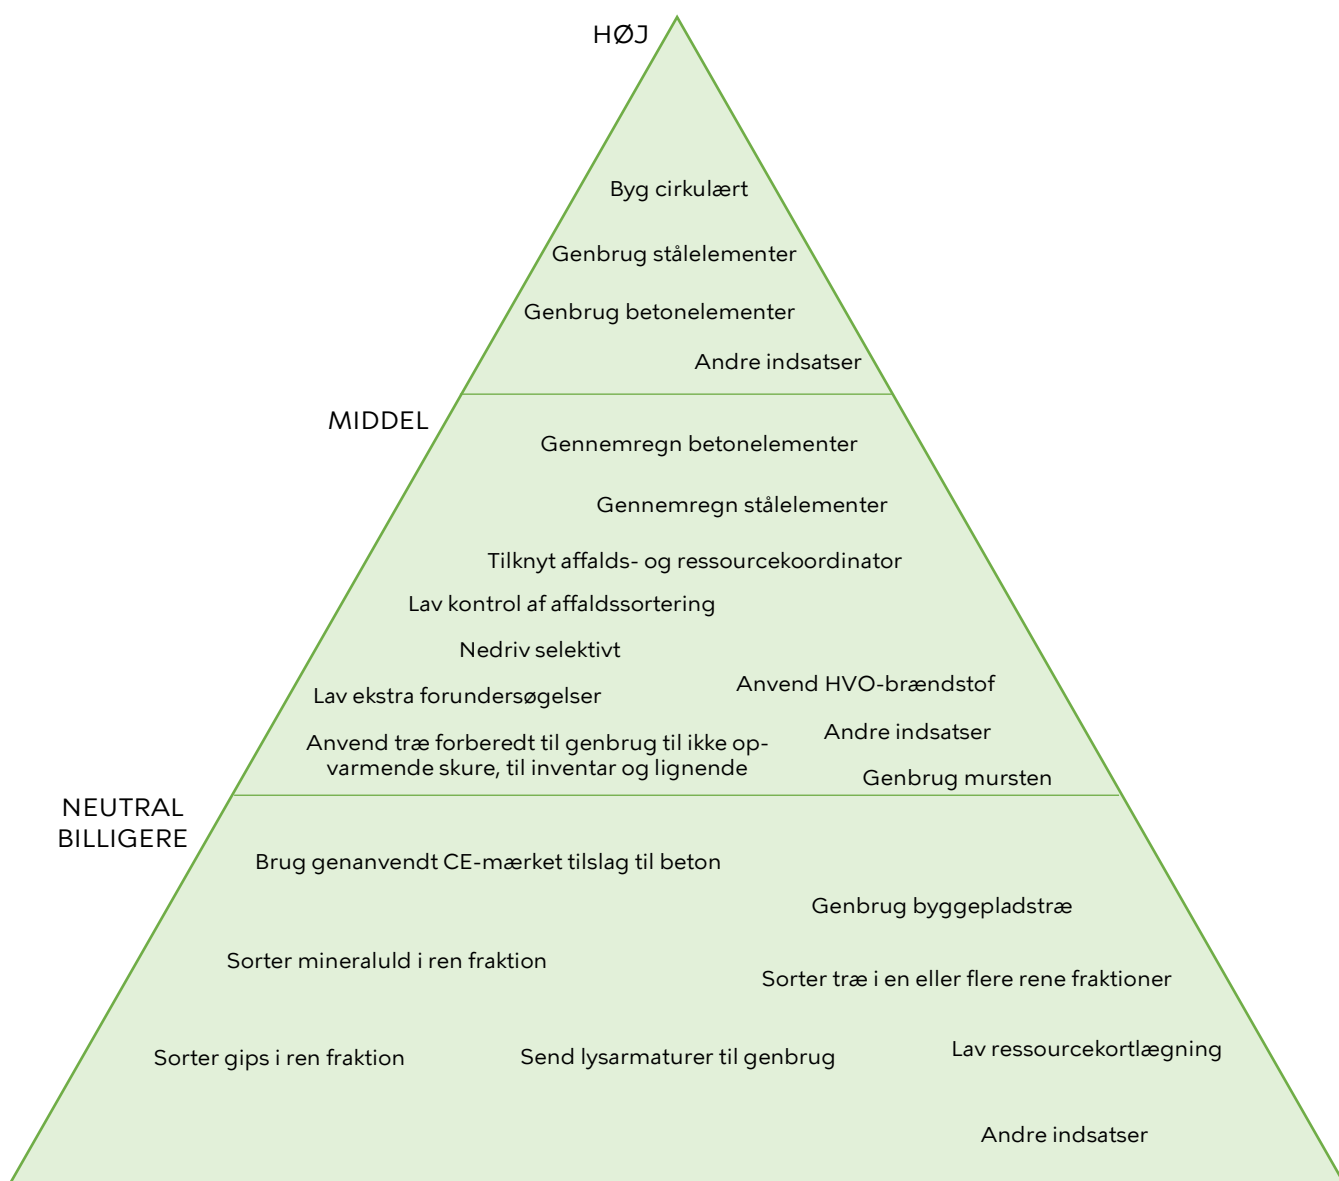 HØJ
Byg cirkulært
Genbrug stålelementer
Genbrug betonelementer
Andre indsatser
MIDDEL
Gennemregn betonelementer
Gennemregn stålelementer
Tilknyt affalds- og ressourcekoordinator
Lav kontrol af affaldssortering
Nedriv selektivt
Anvend HVO-brændstof
Lav ekstra forundersøgelser
Andre indsatser
Anvend træ forberedt til genbrug til ikke op-
varmende skure, til inventar og lignende
Genbrug mursten
NEUTRAL
BILLIGERE
Brug genanvendt CE-mærket tilslag til beton
Genbrug byggepladstræ
Sorter mineraluld i ren fraktion
Sorter træ i en eller flere rene fraktioner
Sorter gips i ren fraktion
Send lysarmaturer til genbrug
Lav ressourcekortlægning
Andre indsatser